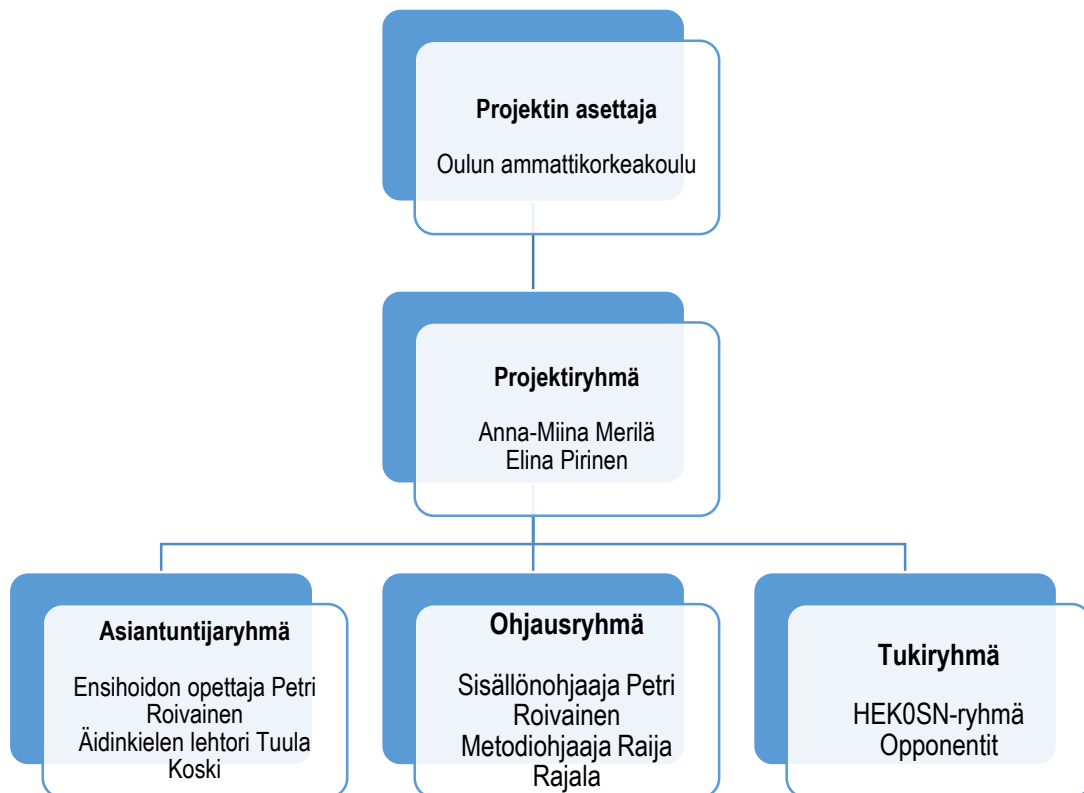 Projektin asettaja
Oulun ammattikorkeakoulu
Projektiryhmä
Anna-Miina Merilä
Elina Pirinen
Asiantuntijaryhmä
Ensihoidon opettaja Petri
Roivainen
Äidinkielen lehtori Tuula
Koski
Ohjausryhmä
Sisällönohjaaja Petri
Roivainen
Metodiohjaaja Raija
Rajala
Tukiryhmä
HEK0SN-ryhmä
Opponentit